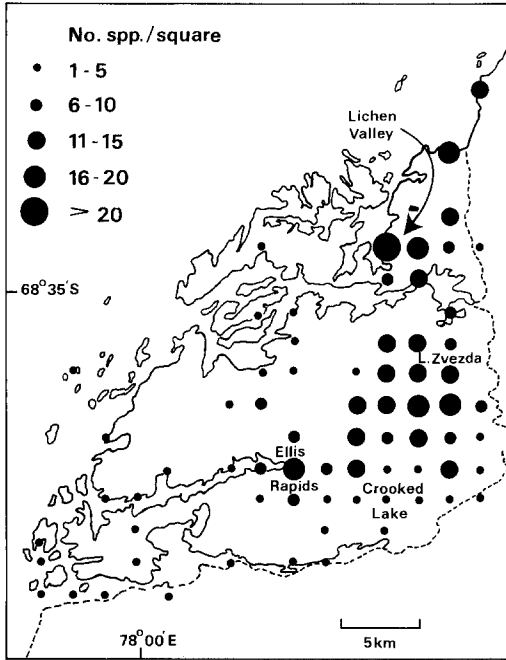 No. spp./square
1-5
6-10
11-15
16-20
> 20
Lichen
Valley
68°35'S
L.Zvezda
Ellis
Rapids
Crooked
Lake
78°00'E
5km